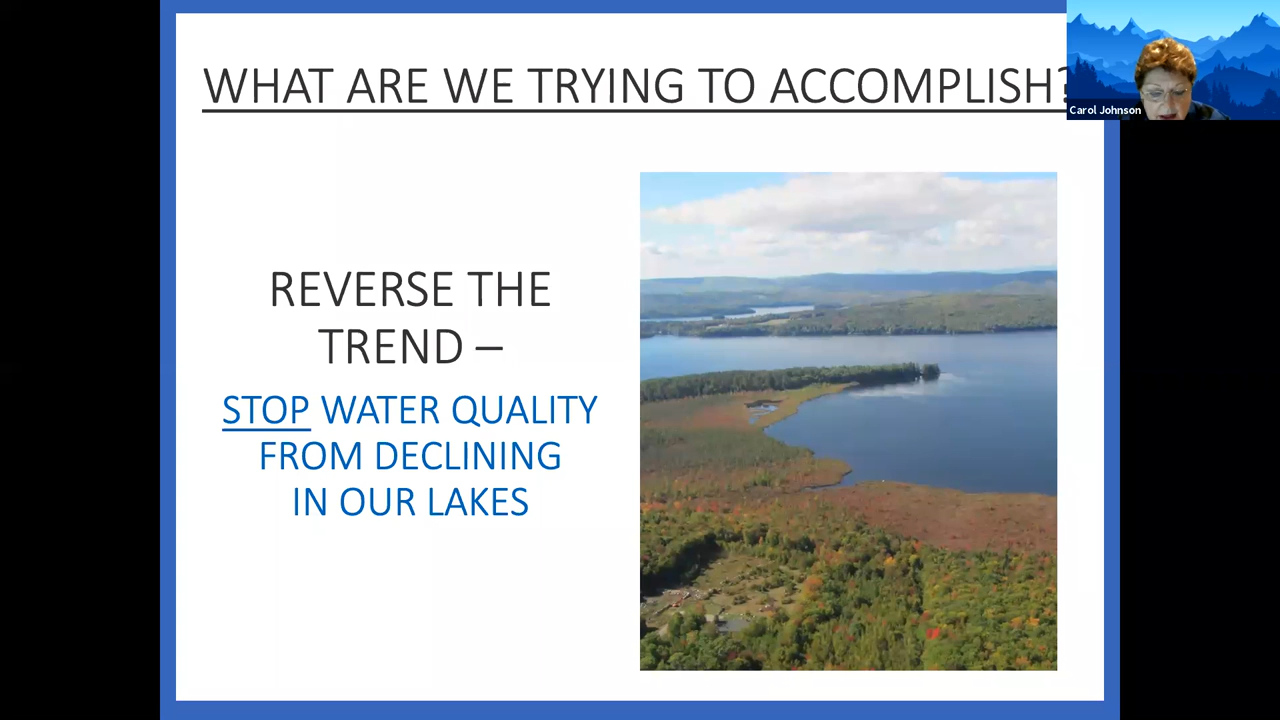 WHAT ARE WE TRYING TO ACCOMPLISH?
Carol Johnson
REVERSE THE
TREND –
STOP WATER QUALITY
FROM DECLINING
IN OUR LAKES